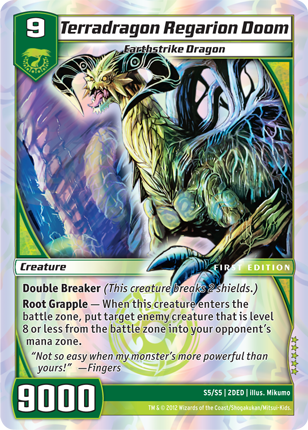 9
Terradragon Regarion Doom
Earthstrike Dragon
Creature
FIRST EDITION
Double Breaker (This creature breaks 2 shields.)
Root Grapple — When this creature enters the
battle zone, put target enemy creature that is level
8 or less from the battle zone into your opponent's
mana zone.
"Not so easy when my monster's more powerful than
yours!" —Fingers
9000
S5/S5 | 2DED | illus. Mikumo
TM & © 2012 Wizards of the Coast/Shogakukan/Mitsui-Kids.